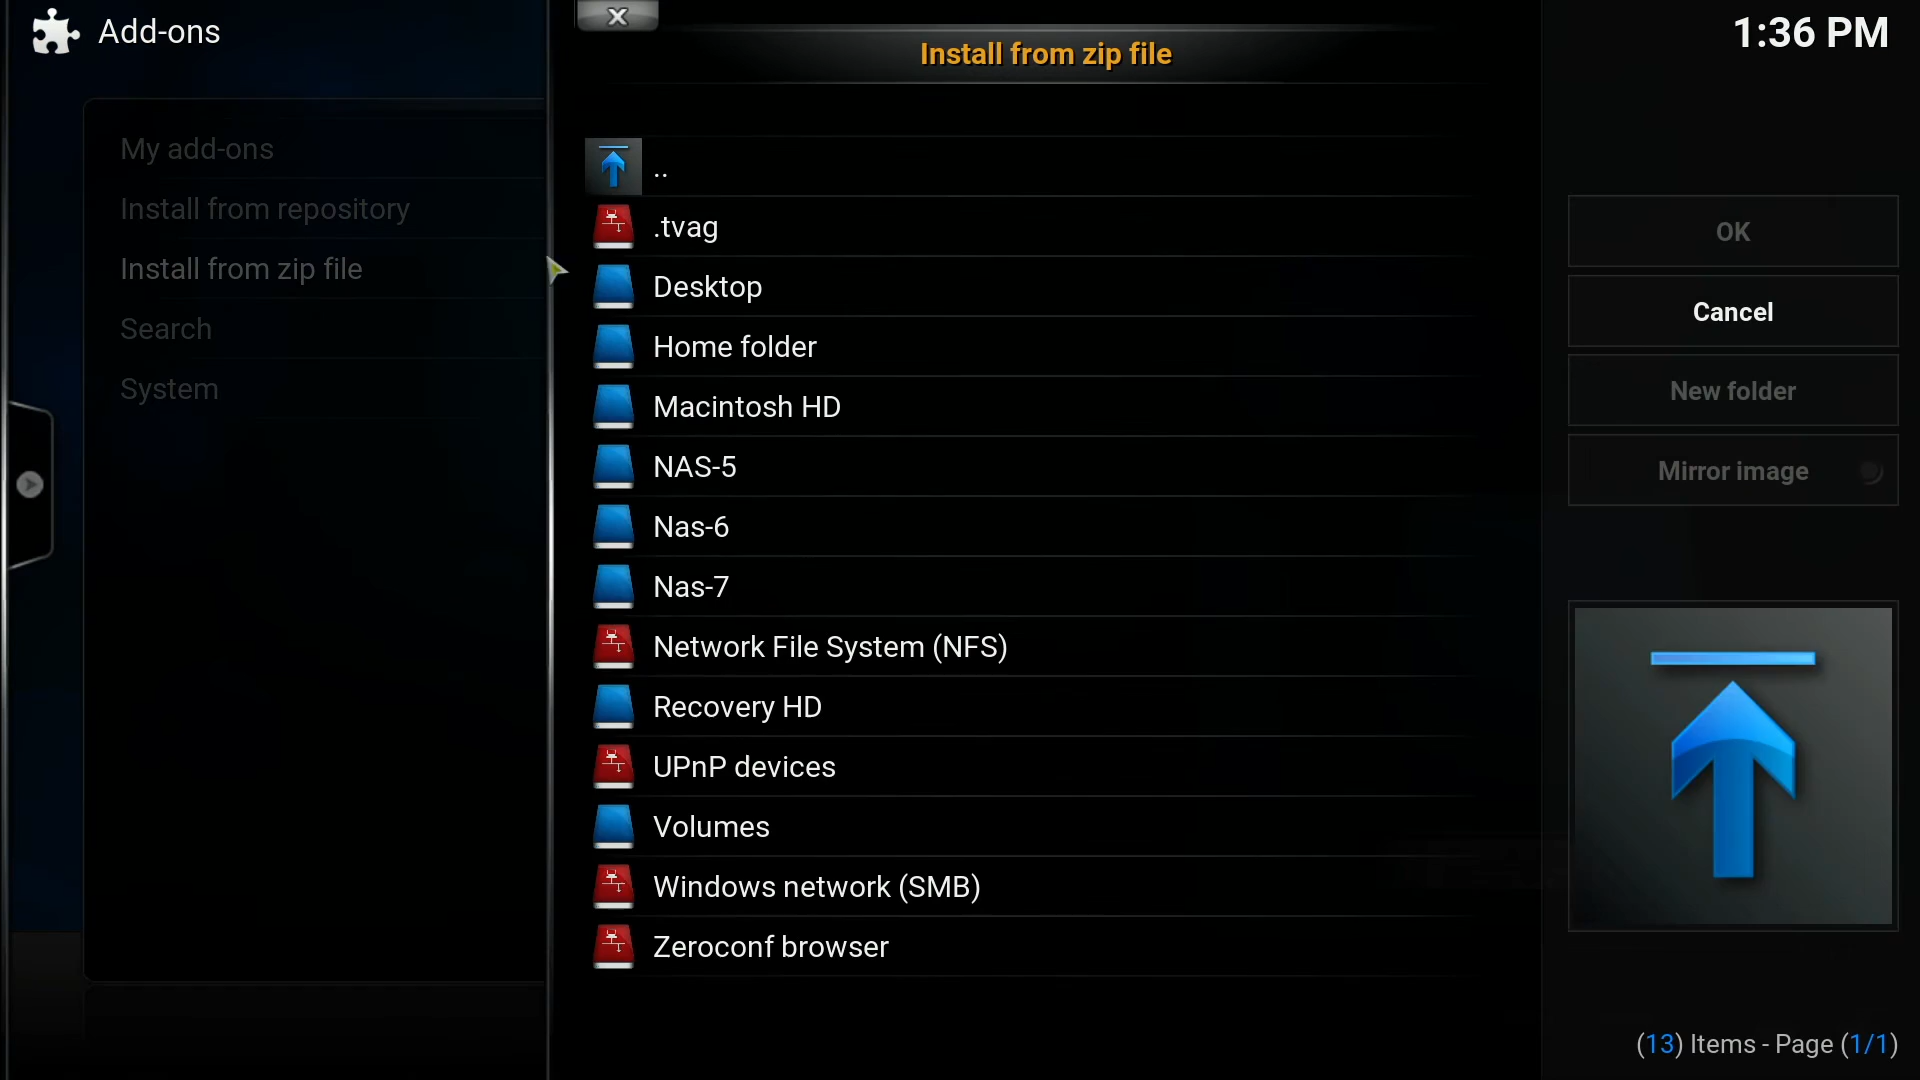 Add-ons
Install from zip file
1:36 PM
My add-ons
Install from repository
Install from zip file
Search
System
..
.tvag
Desktop
Home folder
Macintosh HD
NAS-5
Nas-6
Nas-7
Network File System (NFS)
Recovery HD
UPnP devices
Volumes
Windows network (SMB)
Zeroconf browser
OK
Cancel
New folder
Mirror image
(13) Items - Page (1/1)